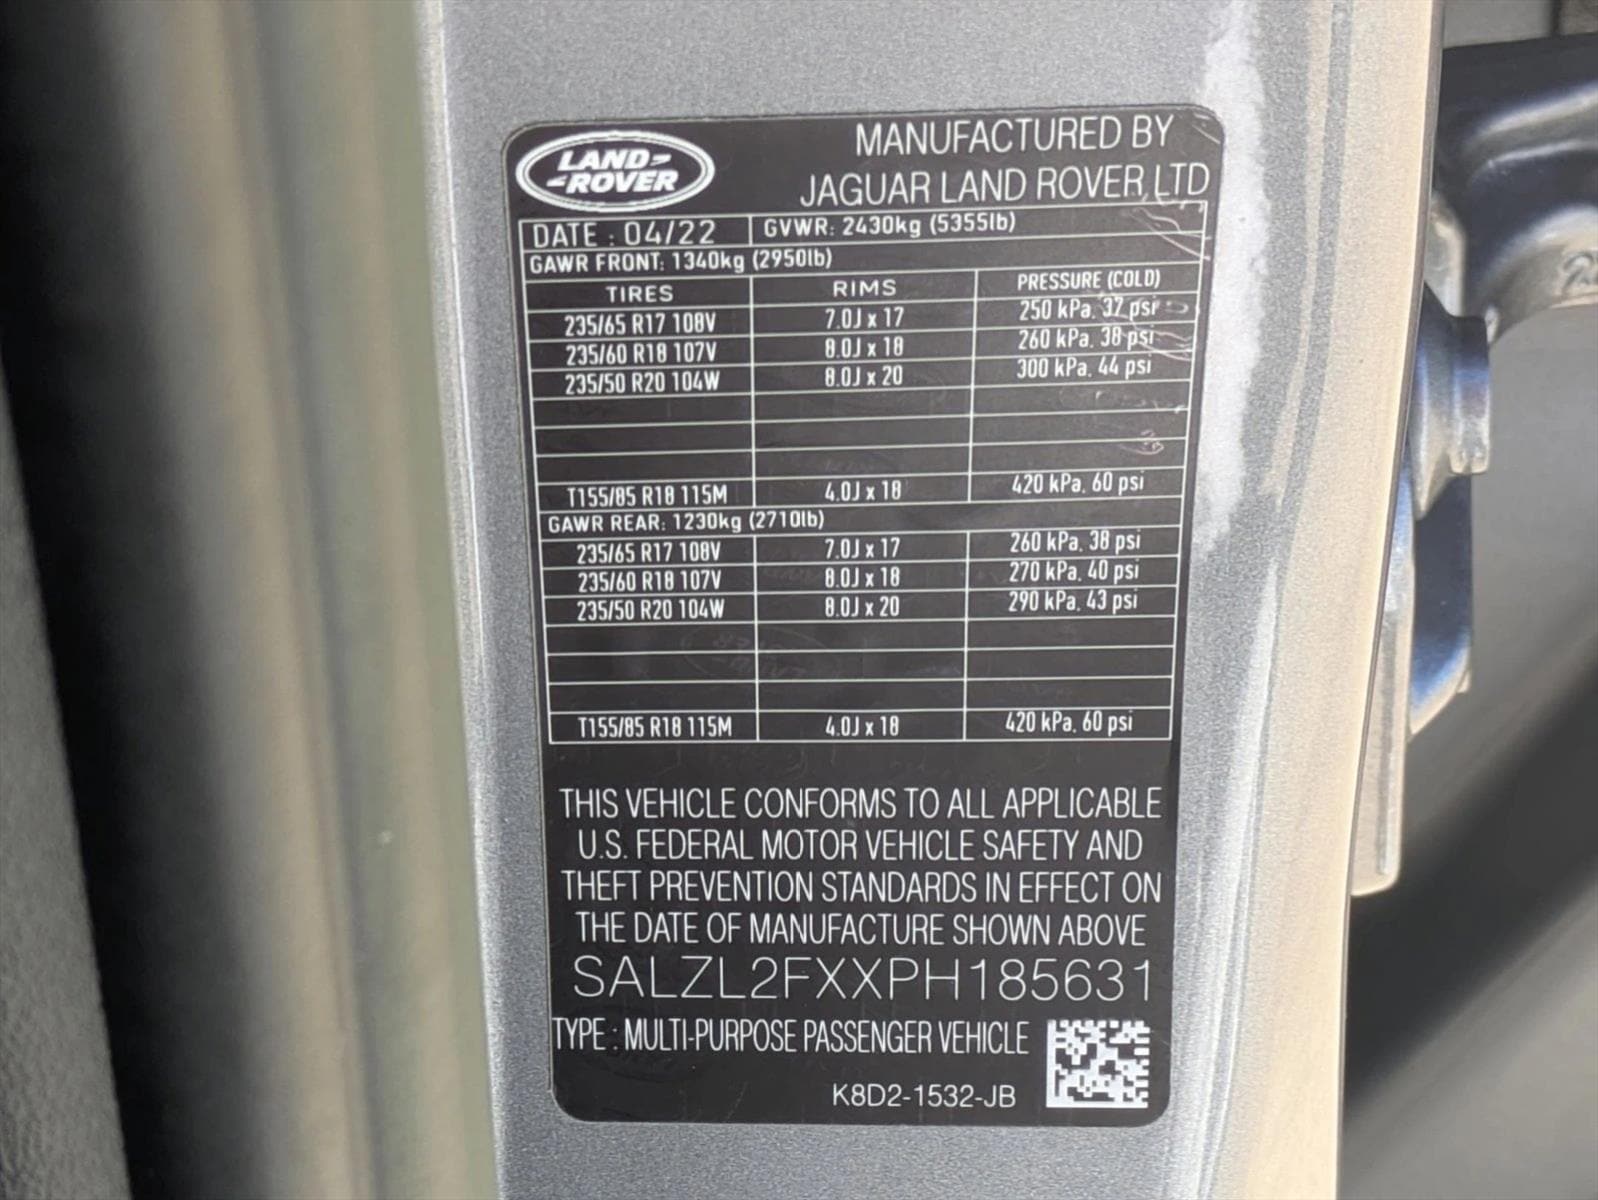 LAND
ROVER
MANUFACTURED BY
JAGUAR LAND ROVER LTD
DATE : 04/22 GVWR: 2430kg (5355lb)
GAWR FRONT: 1340kg (2950lb)
TIRES RIMS PRESSURE (COLD)
235/65 R17 108V 7.0J x 17 250 kPa, 37 psi
235/60 R18 107V 8.0J x 18 260 kPa, 38 psi
235/50 R20 104W 8.0J x 20 300 kPa, 44 psi
T155/85 R18 115M 4.0J x 18 420 kPa, 60 psi
GAWR REAR: 1230kg (2710lb)
235/65 R17 108V 7.0J x 17 260 kPa, 38 psi
235/60 R18 107V 8.0J x 18 270 kPa, 40 psi
235/50 R20 104W 8.0J x 20 290 kPa, 43 psi
T155/85 R18 115M 4.0J x 18 420 kPa, 60 psi
THIS VEHICLE CONFORMS TO ALL APPLICABLE
U.S. FEDERAL MOTOR VEHICLE SAFETY AND
THEFT PREVENTION STANDARDS IN EFFECT ON
THE DATE OF MANUFACTURE SHOWN ABOVE
SALZL2FXXPH185631
TYPE : MULTI-PURPOSE PASSENGER VEHICLE
K8D2-1532-JB